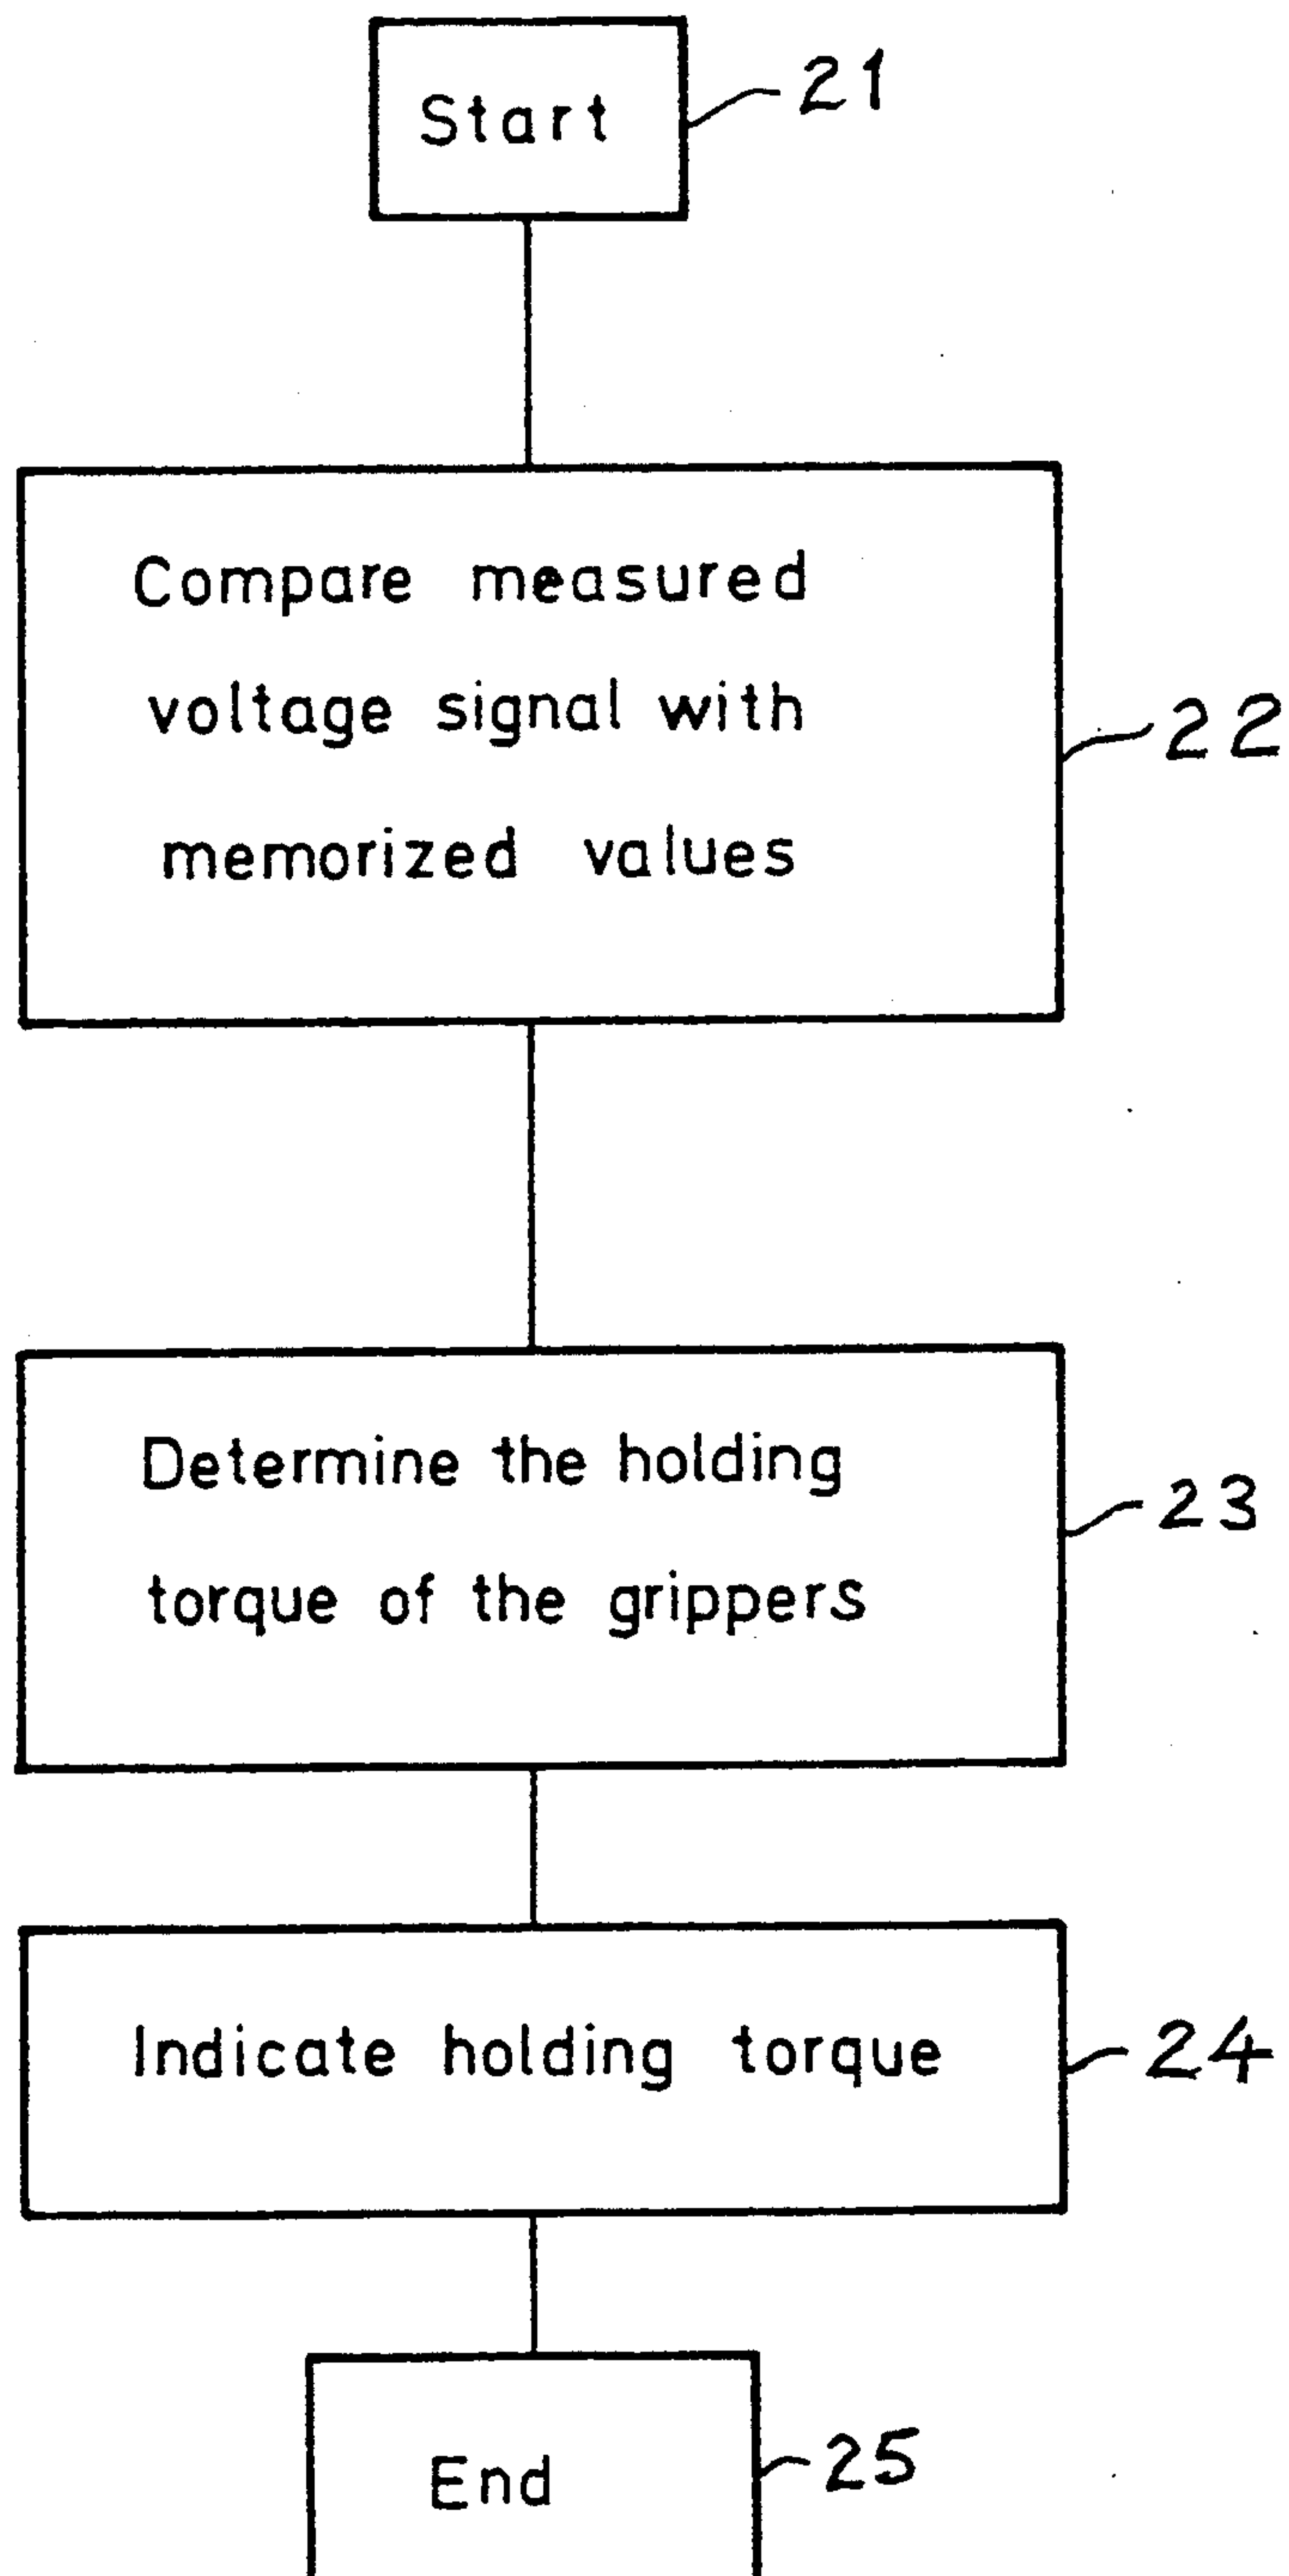 Start
21
Compare measured
voltage signal with
memorized values
22
Determine the holding
torque of the grippers
23
Indicate holding torque
24
End
25